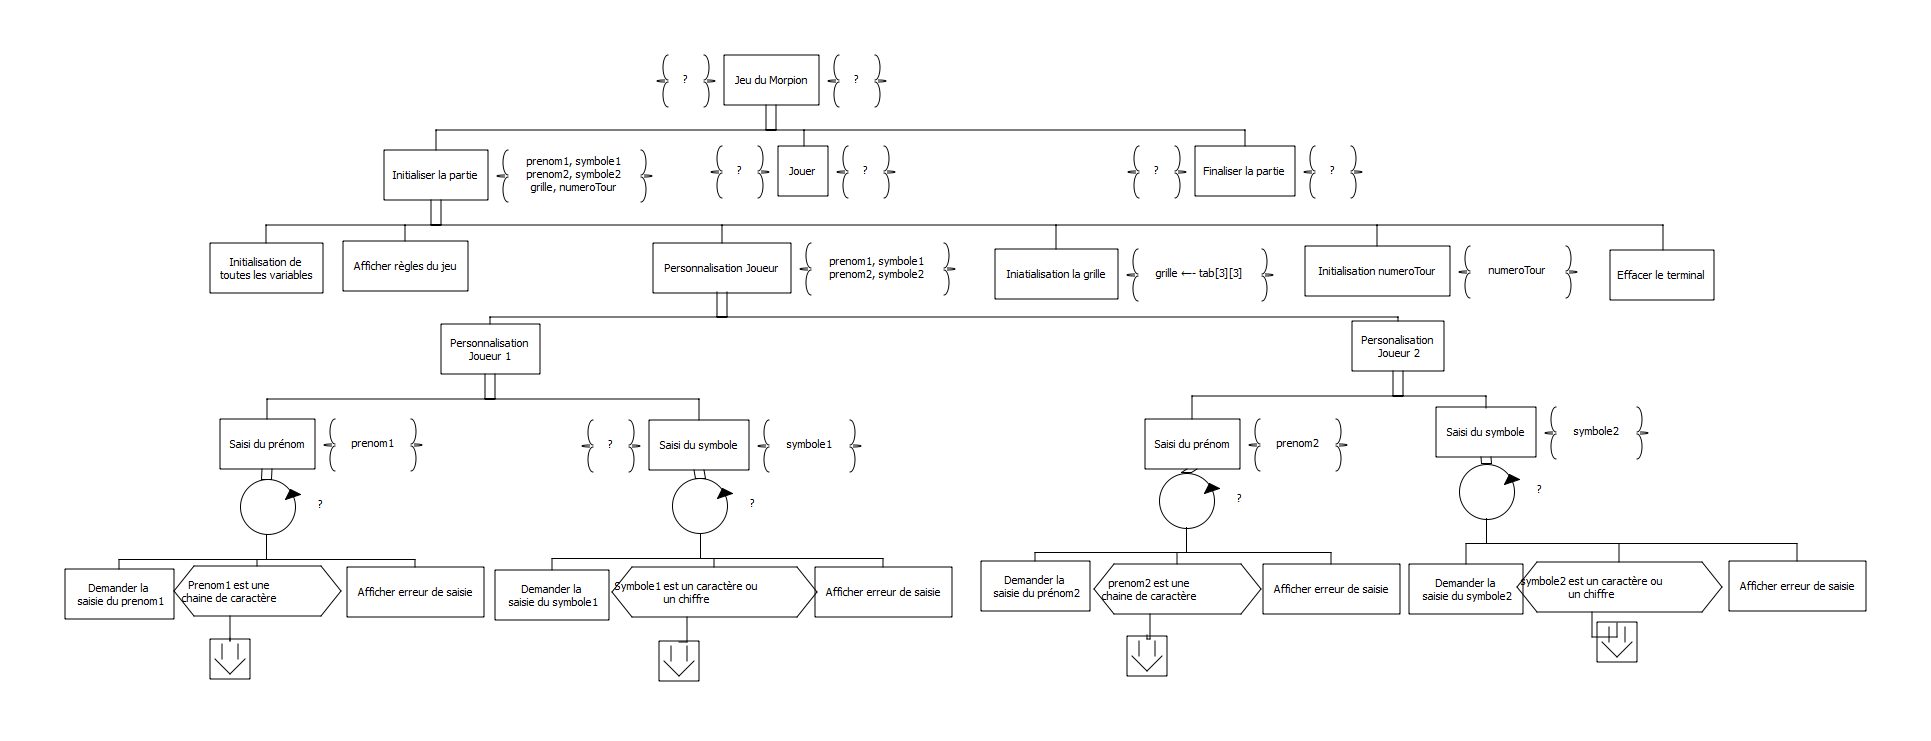 ?
Jeu du Morpion
?
Initialiser la partie
prenom1, symbole1
prenom2, symbole2
grille, numeroTour
?
Jouer
?
?
Finaliser la partie
?
Initialisation de
toutes les variables
Afficher règles du jeu
Personnalisation Joueur
prenom1, symbole1
prenom2, symbole2
Iniatialisation la grille
grille <-- tab[3][3]
Initialisation numeroTour
numeroTour
Effacer le terminal
Personnalisation
Joueur 1
Personalisation
Joueur 2
Saisi du prénom
prenom1
?
Saisi du symbole
symbole1
Saisi du prénom
prenom2
Saisi du symbole
symbole2
?
?
?
?
Demander la
saisie du prenom1
Prenom1 est une
chaine de caractère
Afficher erreur de saisie
Demander la
saisie du symbole1
Symbole1 est un caractère ou
un chiffre
Afficher erreur de saisie
Demander la
saisie du prénom2
prenom2 est une
chaine de caractère
Afficher erreur de saisie
Demander la
saisie du symbole2
symbole2 est un caractère ou
un chiffre
Afficher erreur de saisie